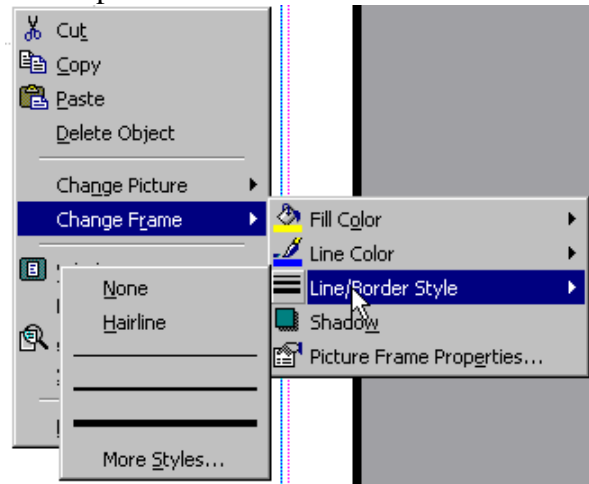 Cut
Copy
Paste
Delete Object
Change Picture
Change Frame
Fill Color
Line Color
Line/Border Style
Shadow
Picture Frame Properties...
None
Hairline
More Styles...